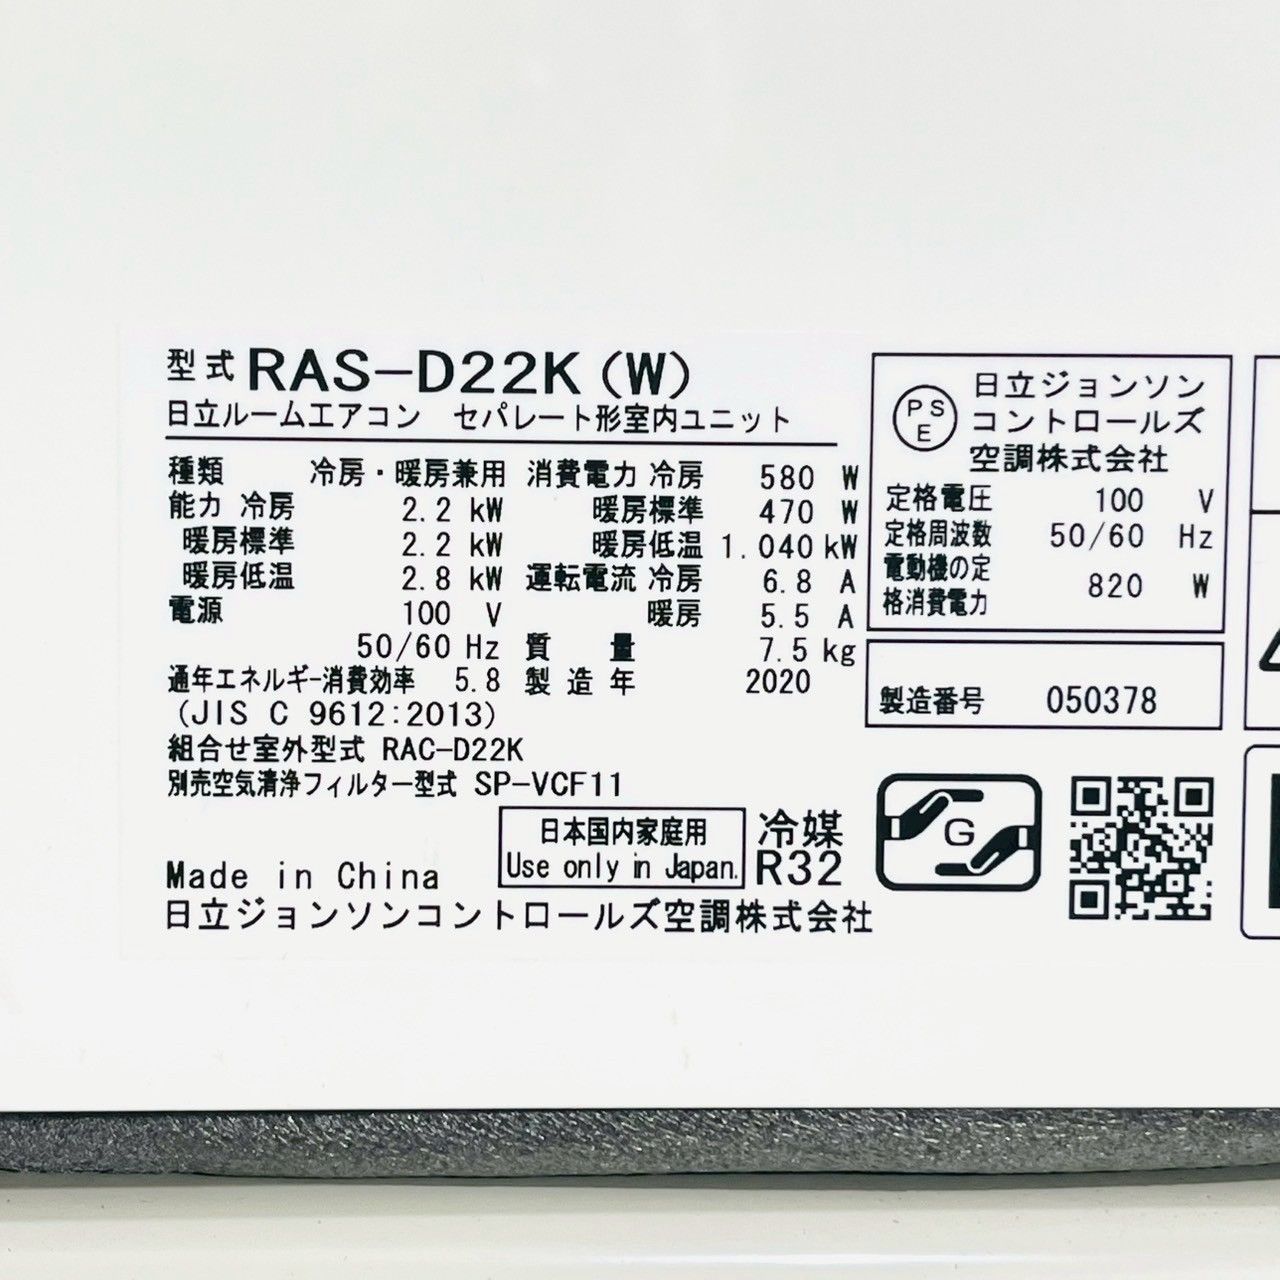 型式 RAS-D22K(W)
日立ルームエアコン セパレート形室内ユニット
種類 冷房・暖房兼用
能力 冷房 2.2 kW
暖房標準 2.2 kW
暖房低温 2.8 kW
電源 100 V
50/60 Hz
通年エネルギー消費効率 5.8
(JIS C 9612:2013)
消費電力 冷房 580 W
暖房標準 470 W
暖房低温 1.040 kW
運転電流 冷房 6.8 A
暖房 5.5 A
質量 7.5 kg
製造年 2020
組合せ室外型式 RAC-D22K
別売空気清浄フィルター型式 SP-VCF11
日本国内家庭用
Use only in Japan.
冷媒
R32
Made in China
日立ジョンソンコントロールズ空調株式会社
PS
E
日立ジョンソン
コントロールズ
空調株式会社
定格電圧 100 V
定格周波数 50/60 Hz
電動機の定
格消費電力 820 W
製造番号 050378
G